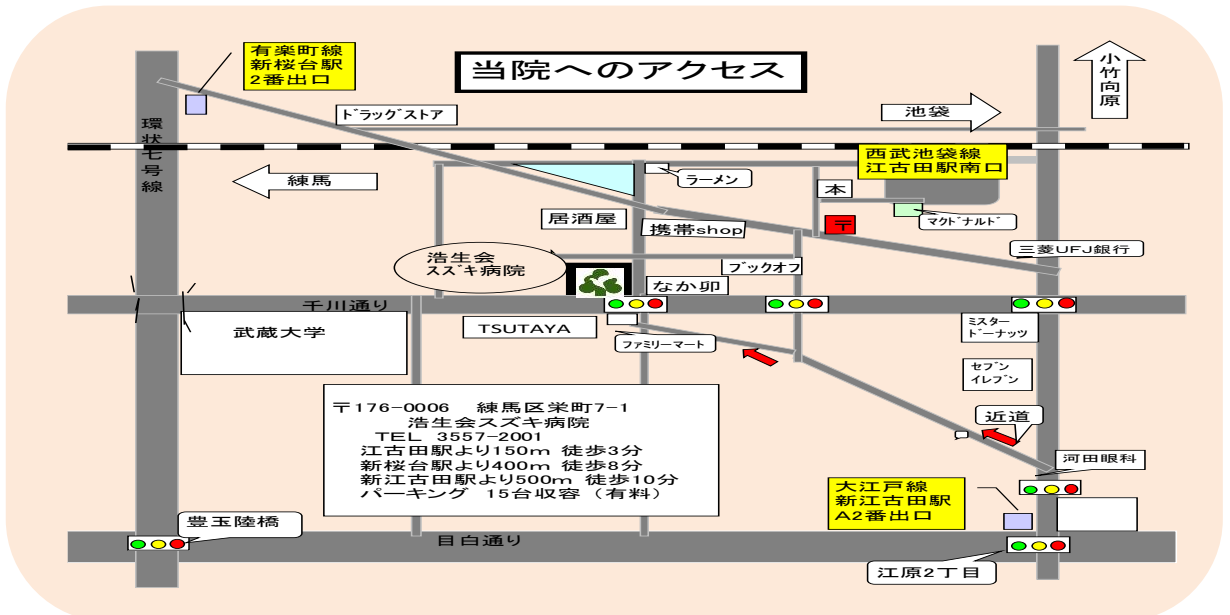 当院へのアクセス
有楽町線
新桜台駅
2番出口
小竹向原
ドラッグストア
池袋
環状七号線
練馬
西武池袋線
江古田駅南口
ラーメン
本
居酒屋
携帯shop
〒
マクドナルド
三菱UFJ銀行
浩生会
スズキ病院
ブックオフ
なか卯
千川通り
武蔵大学
TSUTAYA
ファミリーマート
ミスター
ドーナッツ
セブン
イレブン
近道
〒176-0006 練馬区栄町7-1
浩生会スズキ病院
TEL 3557-2001
江古田駅より150m 徒歩3分
新桜台駅より400m 徒歩8分
新江古田駅より500m 徒歩10分
パーキング 15台収容(有料)
河田眼科
大江戸線
新江古田駅
A2番出口
豊玉陸橋
目白通り
江原2丁目